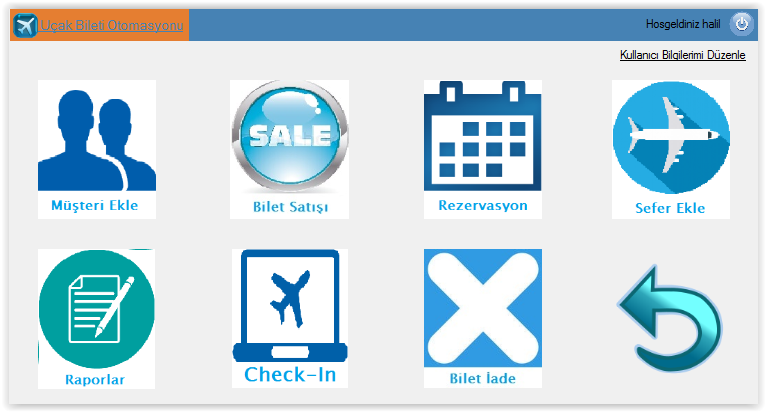 Uçak Bileti Otomasyonu
Hosgeldiniz halil
Kullanıcı Bilgilerimi Düzenle
Müşteri Ekle
SALE
Bilet Satışı
Rezervasyon
Sefer Ekle
Raporlar
Check-In
Bilet İade